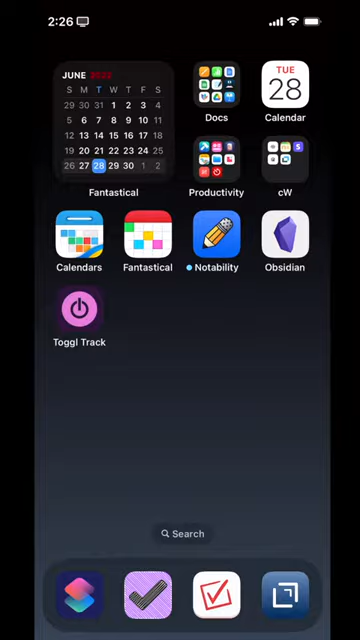 2:26
JUNE 2022
S M T W T F S
29 30 31 1 2 3 4
5 6 7 8 9 10 11
12 13 14 15 16 17 18
19 20 21 22 23 24 25
26 27 28 29 30 1 2
Fantastical
Docs
TUE
28
Calendar
Productivity
cW
Calendars
Fantastical
Notability
Obsidian
Toggl Track
Search